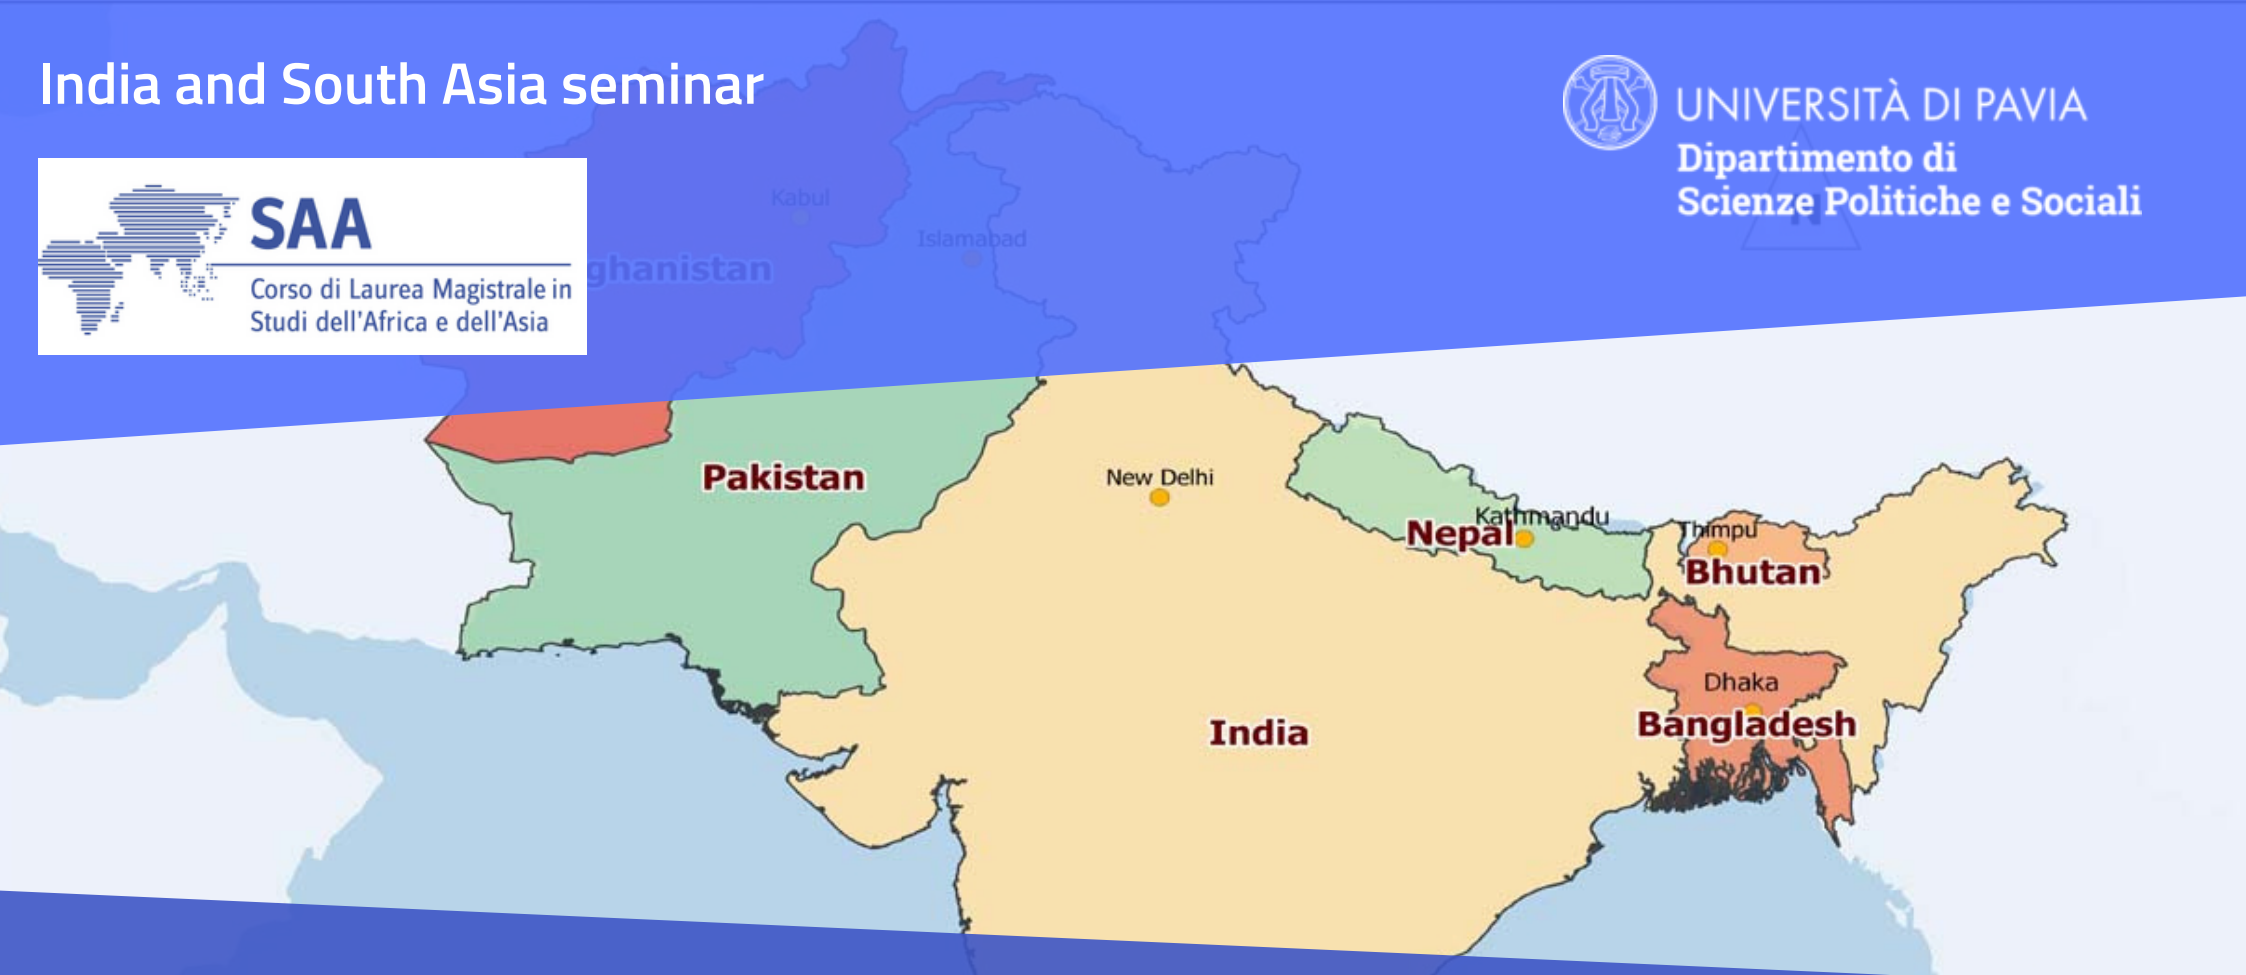 India and South Asia seminar
UNIVERSITÀ DI PAVIA
Dipartimento di
Scienze Politiche e Sociali
SAA
Corso di Laurea Magistrale in
Studi dell'Africa e dell'Asia
Kabul
Islamabad
ghanistan
N
Pakistan
New Delhi
Kathmandu
Nepal
Thimpu
Bhutan
Dhaka
Bangladesh
India